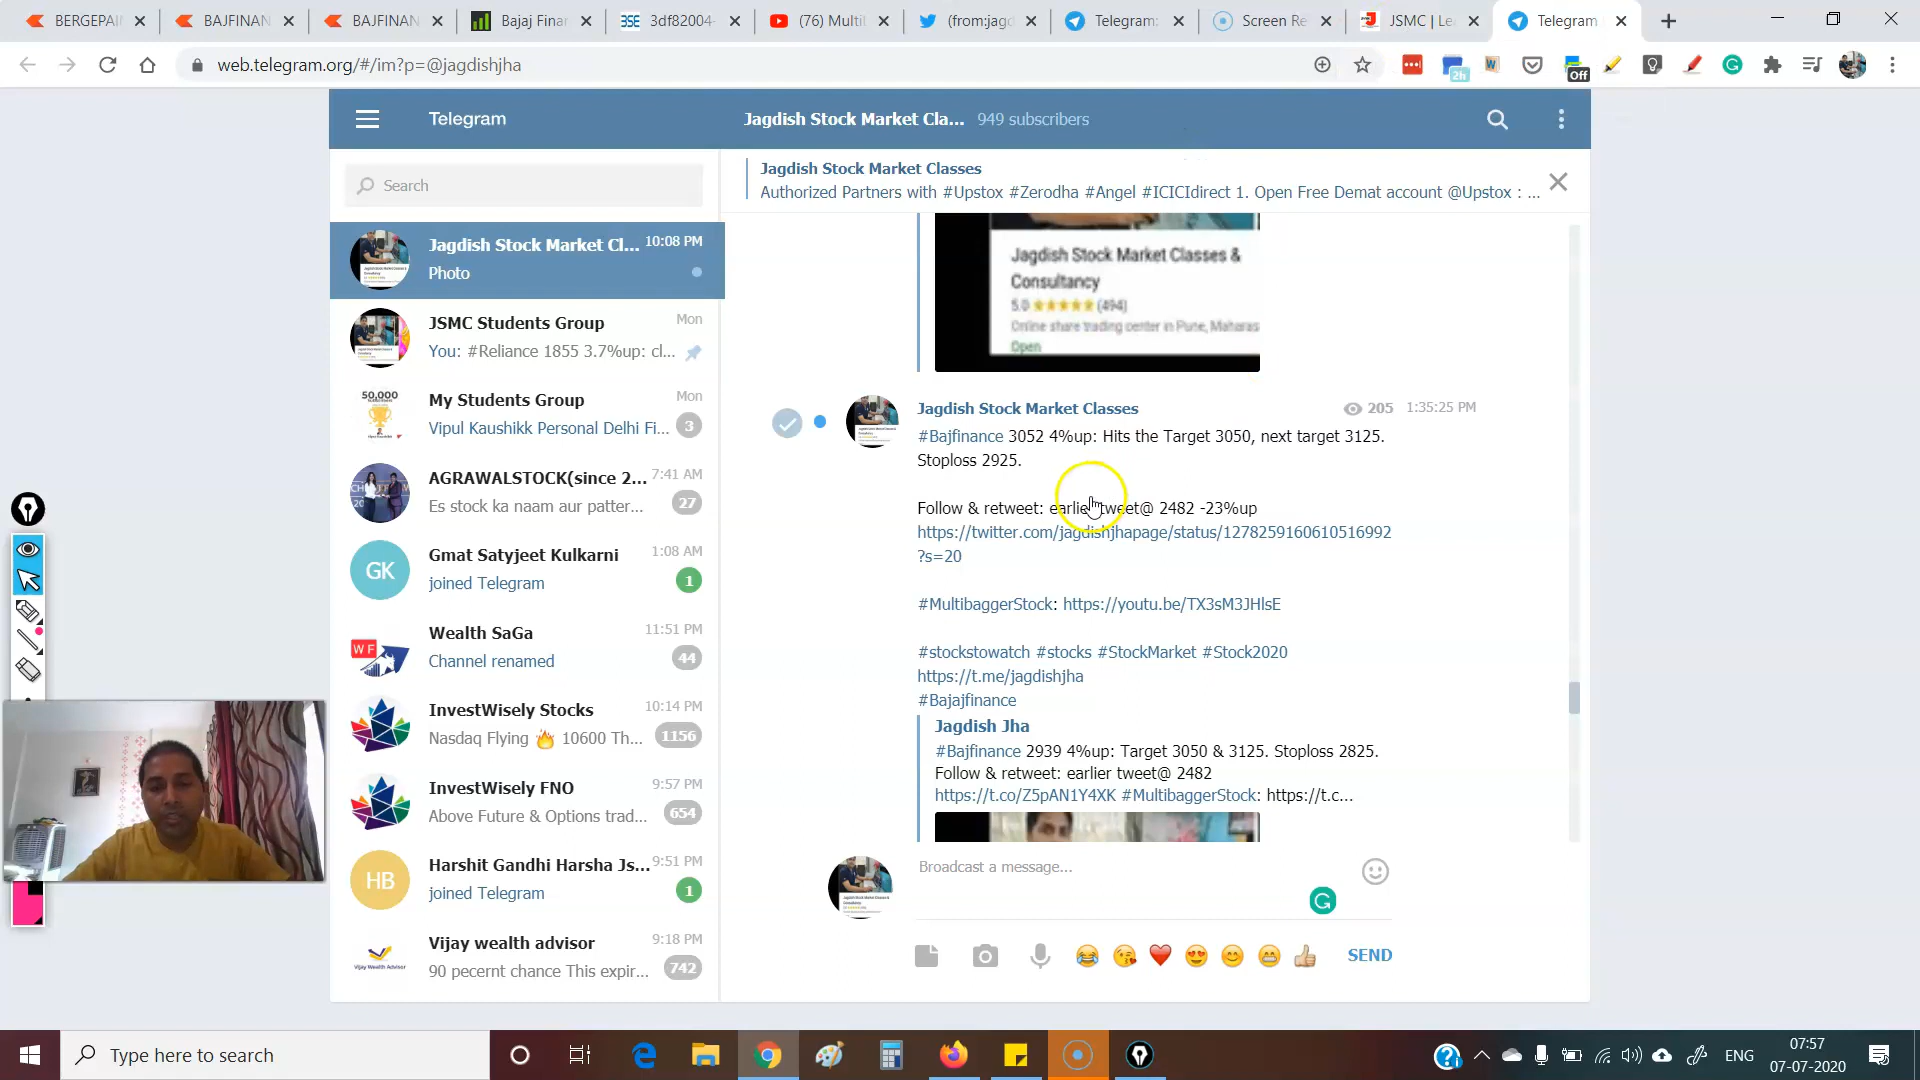 BERGEPAIN
BAJFINAN
BAJFINAN
Bajaj Finan
3df82004-
(76) Multi
(from:jagd
Telegram:
Screen Re
JSMC | Le
Telegram
web.telegram.org/#/im?p=@jagdishjha
2h
Off
Telegram
Jagdish Stock Market Cla... 949 subscribers
Search
Jagdish Stock Market Cl... 10:08 PM
Photo
JSMC Students Group Mon
You: #Reliance 1855 3.7%up: cl...
50,000
My Students Group Mon
Vipul Kaushikk Personal Delhi Fi... 3
AGRAWALSTOCK(since 2... 7:41 AM
Es stock ka naam aur patter... 27
GK
Gmat Satyjeet Kulkarni 1:08 AM
joined Telegram 1
WF
Wealth SaGa 11:51 PM
Channel renamed 44
InvestWisely Stocks 10:14 PM
Nasdaq Flying 🔥 10600 Th... 1156
InvestWisely FNO 9:57 PM
Above Future & Options trad... 654
HB
Harshit Gandhi Harsha Js... 9:51 PM
joined Telegram 1
Vijay wealth advisor 9:18 PM
90 pecernt chance This expir... 742
Jagdish Stock Market Classes
Authorized Partners with #Upstox #Zerodha #Angel #ICICIdirect 1. Open Free Demat account @Upstox : ...
Jagdish Stock Market Classes &
Consultancy
5.0 ★★★★★ (494)
Online share trading center in Pune, Maharas
Open
Jagdish Stock Market Classes 205 1:35:25 PM
#Bajfinance 3052 4%up: Hits the Target 3050, next target 3125.
Stoploss 2925.
Follow & retweet: earlier tweet@ 2482 -23%up
https://twitter.com/jagdishjhapage/status/1278259160610516992
?s=20
#MultibaggerStock: https://youtu.be/TX3sM3JHlsE
#stockstowatch #stocks #StockMarket #Stock2020
https://t.me/jagdishjha
#Bajajfinance
Jagdish Jha
#Bajfinance 2939 4%up: Target 3050 & 3125. Stoploss 2825.
Follow & retweet: earlier tweet@ 2482
https://t.co/Z5pAN1Y4XK #MultibaggerStock: https://t.c...
Broadcast a message...
SEND
Type here to search
ENG
07:57
07-07-2020